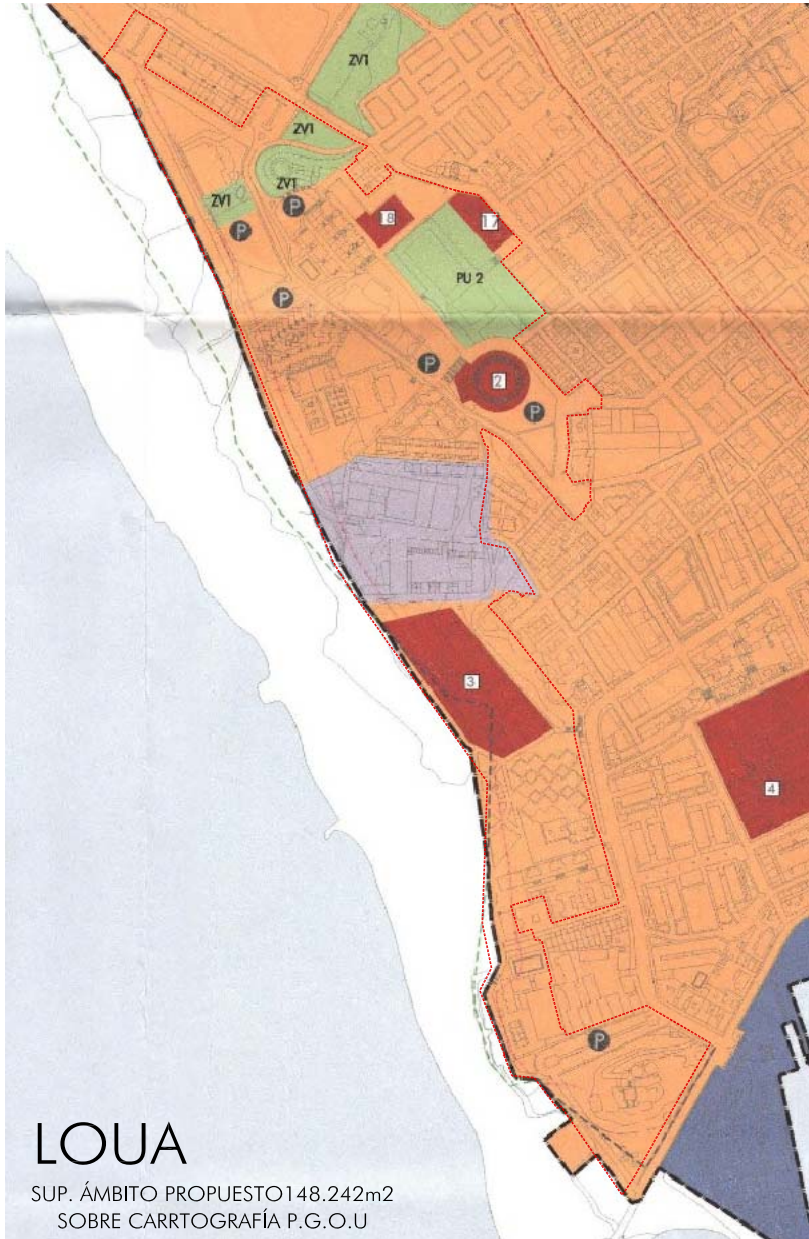 ZV1
ZV1
ZV1
ZV1
P
P
18
17
PU 2
P
P
2
P
3
4
P
LOUA
SUP. ÁMBITO PROPUESTO148.242m2
SOBRE CARRTOGRAFÍA P.G.O.U